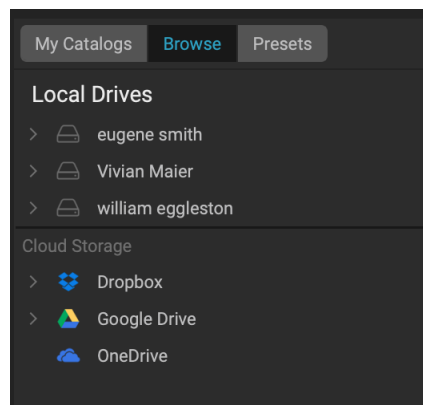 My Catalogs Browse Presets
Local Drives
eugene smith
Vivian Maier
william eggleston
Cloud Storage
Dropbox
Google Drive
OneDrive